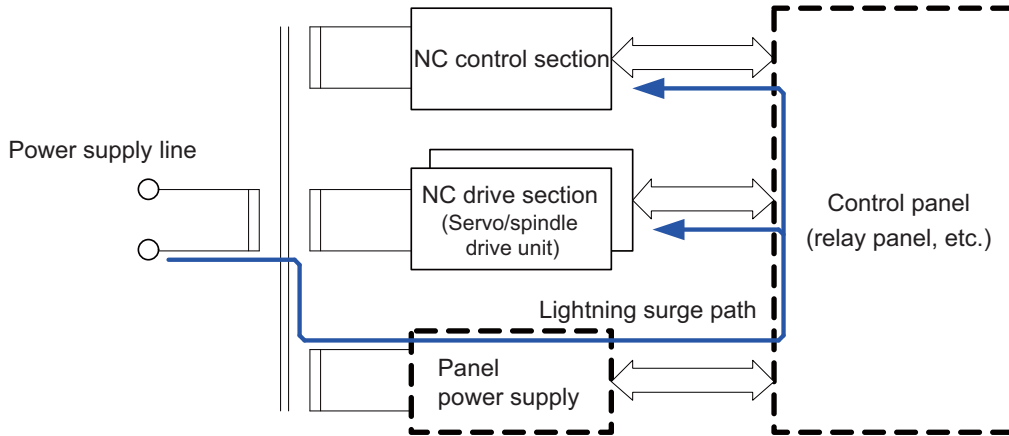 NC control section
Power supply line
NC drive section
(Servo/spindle
drive unit)
Control panel
(relay panel, etc.)
Lightning surge path
Panel
power supply